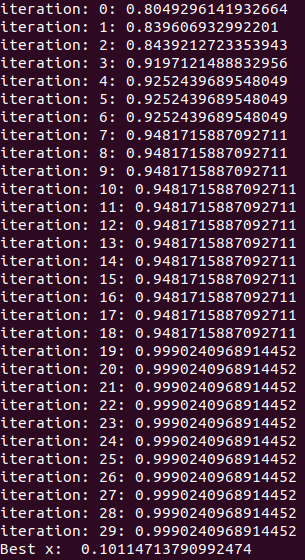 iteration: 0: 0.8049296141932664
iteration: 1: 0.839606932992201
iteration: 2: 0.8439212723353943
iteration: 3: 0.9197121488832956
iteration: 4: 0.9252439689548049
iteration: 5: 0.9252439689548049
iteration: 6: 0.9252439689548049
iteration: 7: 0.9481715887092711
iteration: 8: 0.9481715887092711
iteration: 9: 0.9481715887092711
iteration: 10: 0.9481715887092711
iteration: 11: 0.9481715887092711
iteration: 12: 0.9481715887092711
iteration: 13: 0.9481715887092711
iteration: 14: 0.9481715887092711
iteration: 15: 0.9481715887092711
iteration: 16: 0.9481715887092711
iteration: 17: 0.9481715887092711
iteration: 18: 0.9481715887092711
iteration: 19: 0.9990240968914452
iteration: 20: 0.9990240968914452
iteration: 21: 0.9990240968914452
iteration: 22: 0.9990240968914452
iteration: 23: 0.9990240968914452
iteration: 24: 0.9990240968914452
iteration: 25: 0.9990240968914452
iteration: 26: 0.9990240968914452
iteration: 27: 0.9990240968914452
iteration: 28: 0.9990240968914452
iteration: 29: 0.9990240968914452
Best x:  0.10114713790992474